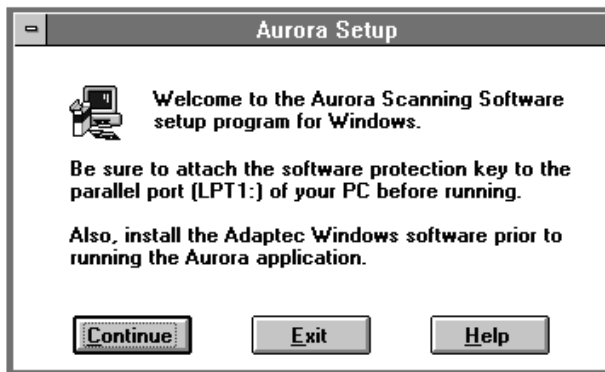 Aurora Setup
Welcome to the Aurora Scanning Software
setup program for Windows.
Be sure to attach the software protection key to the
parallel port (LPT1:) of your PC before running.
Also, install the Adaptec Windows software prior to
running the Aurora application.
Continue Exit Help